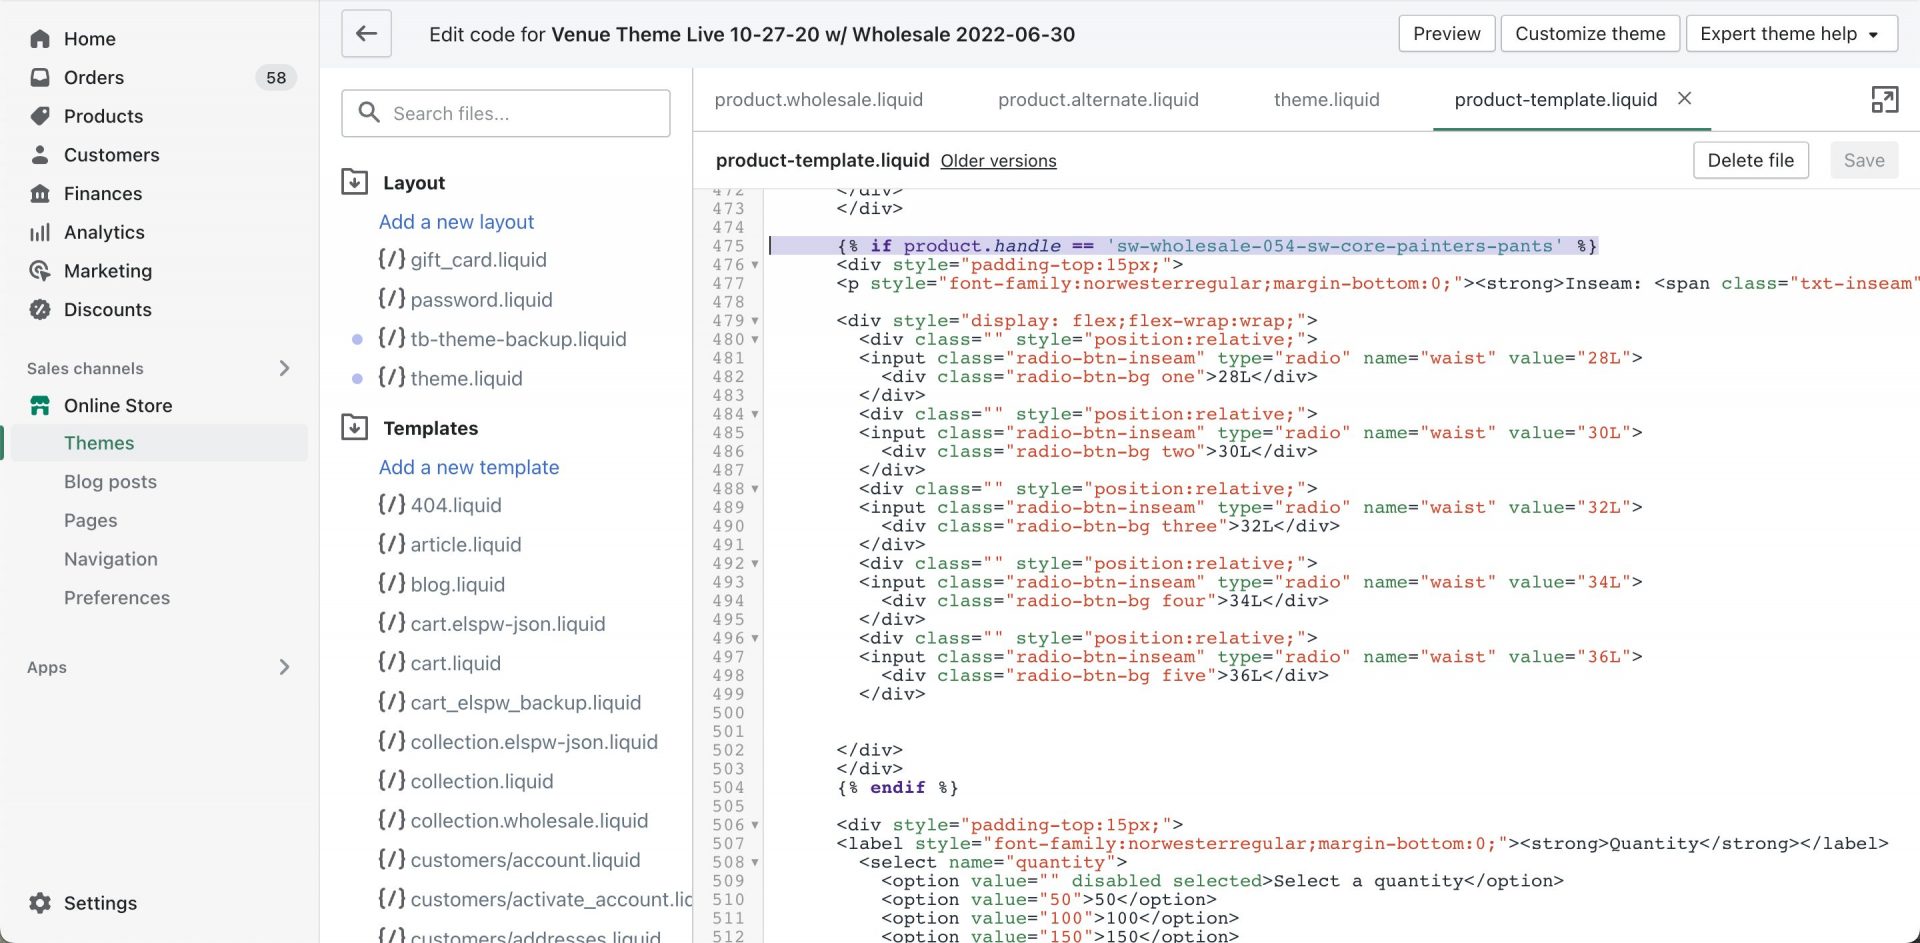 Home
Orders 58
Products
Customers
Finances
Analytics
Marketing
Discounts
Sales channels
Online Store
Themes
Blog posts
Pages
Navigation
Preferences
Apps
Settings
Edit code for Venue Theme Live 10-27-20 w/ Wholesale 2022-06-30
Preview
Customize theme
Expert theme help
Search files...
Layout
Add a new layout
{/} gift_card.liquid
{/} password.liquid
{/} tb-theme-backup.liquid
{/} theme.liquid
Templates
Add a new template
{/} 404.liquid
{/} article.liquid
{/} blog.liquid
{/} cart.elspw-json.liquid
{/} cart.liquid
{/} cart_elspw_backup.liquid
{/} collection.elspw-json.liquid
{/} collection.liquid
{/} collection.wholesale.liquid
{/} customers/account.liquid
{/} customers/activate_account.lic
{/} customers/addresses.liquid
product.wholesale.liquid
product.alternate.liquid
theme.liquid
product-template.liquid
product-template.liquid Older versions
Delete file
Save
472 </div>
473 </div>
474
475 {% if product.handle == 'sw-wholesale-054-sw-core-painters-pants' %}
476 <div style="padding-top:15px;">
477 <p style="font-family:norwesterregular;margin-bottom:0;"><strong>Inseam: <span class="txt-inseam"
478
479 <div style="display: flex;flex-wrap:wrap;">
480 <div class="" style="position:relative;">
481 <input class="radio-btn-inseam" type="radio" name="waist" value="28L">
482 <div class="radio-btn-bg one">28L</div>
483 </div>
484 <div class="" style="position:relative;">
485 <input class="radio-btn-inseam" type="radio" name="waist" value="30L">
486 <div class="radio-btn-bg two">30L</div>
487 </div>
488 <div class="" style="position:relative;">
489 <input class="radio-btn-inseam" type="radio" name="waist" value="32L">
490 <div class="radio-btn-bg three">32L</div>
491 </div>
492 <div class="" style="position:relative;">
493 <input class="radio-btn-inseam" type="radio" name="waist" value="34L">
494 <div class="radio-btn-bg four">34L</div>
495 </div>
496 <div class="" style="position:relative;">
497 <input class="radio-btn-inseam" type="radio" name="waist" value="36L">
498 <div class="radio-btn-bg five">36L</div>
499 </div>
500
501
502 </div>
503 </div>
504 {% endif %}
505
506 <div style="padding-top:15px;">
507 <label style="font-family:norwesterregular;margin-bottom:0;"><strong>Quantity</strong></label>
508 <select name="quantity">
509 <option value="" disabled selected>Select a quantity</option>
510 <option value="50">50</option>
511 <option value="100">100</option>
512 <option value="150">150</option>